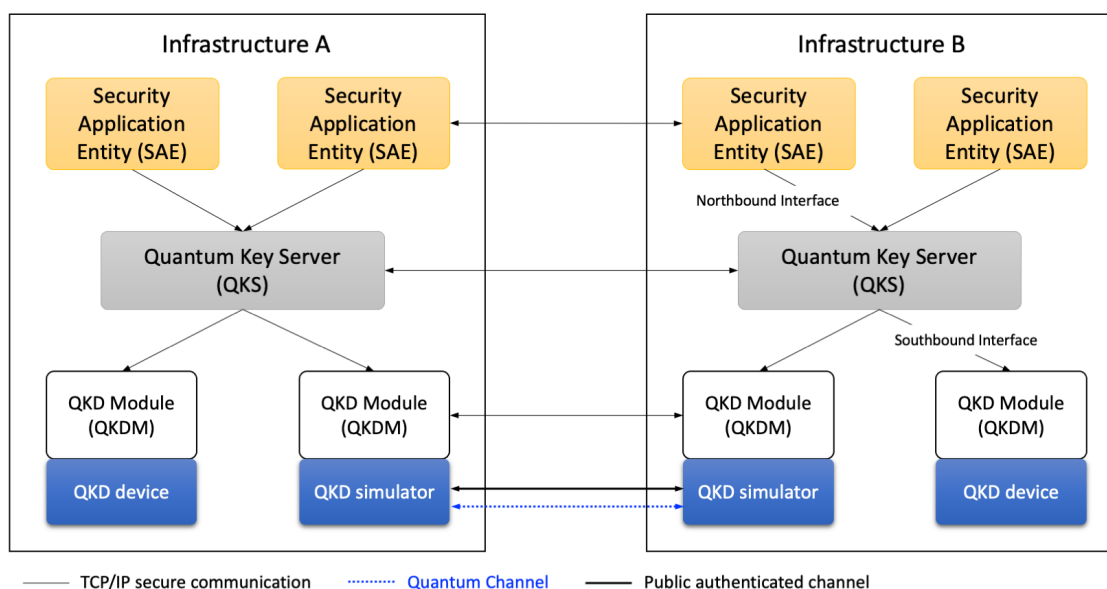 Infrastructure A
Infrastructure B
Security
Application
Entity (SAE)
Security
Application
Entity (SAE)
Security
Application
Entity (SAE)
Security
Application
Entity (SAE)
Northbound Interface
Quantum Key Server
(QKS)
Quantum Key Server
(QKS)
Southbound Interface
QKD Module
(QKDM)
QKD Module
(QKDM)
QKD Module
(QKDM)
QKD Module
(QKDM)
QKD device
QKD simulator
QKD simulator
QKD device
TCP/IP secure communication
Quantum Channel
Public authenticated channel